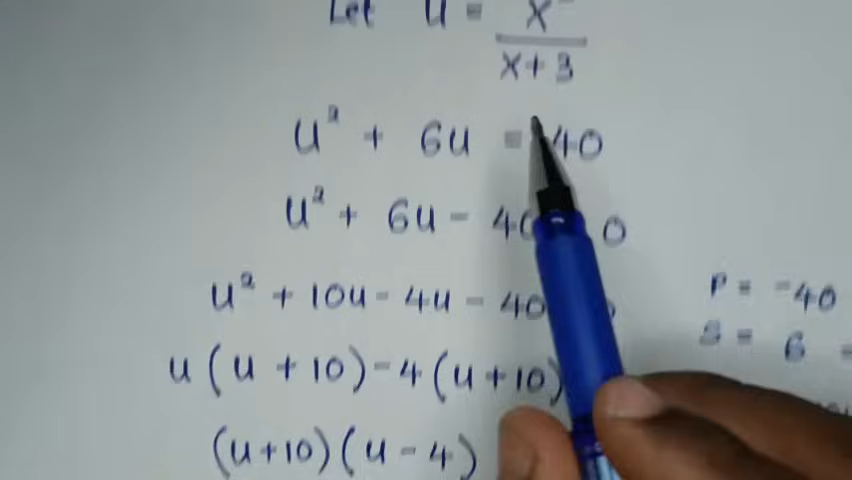 Let u = x
x + 3
u² + 6u = 40
u² + 6u - 40 0
u² + 10u - 4u - 40
P = -40
S = 6 =
u(u + 10) - 4(u + 10)
(u + 10)(u - 4)